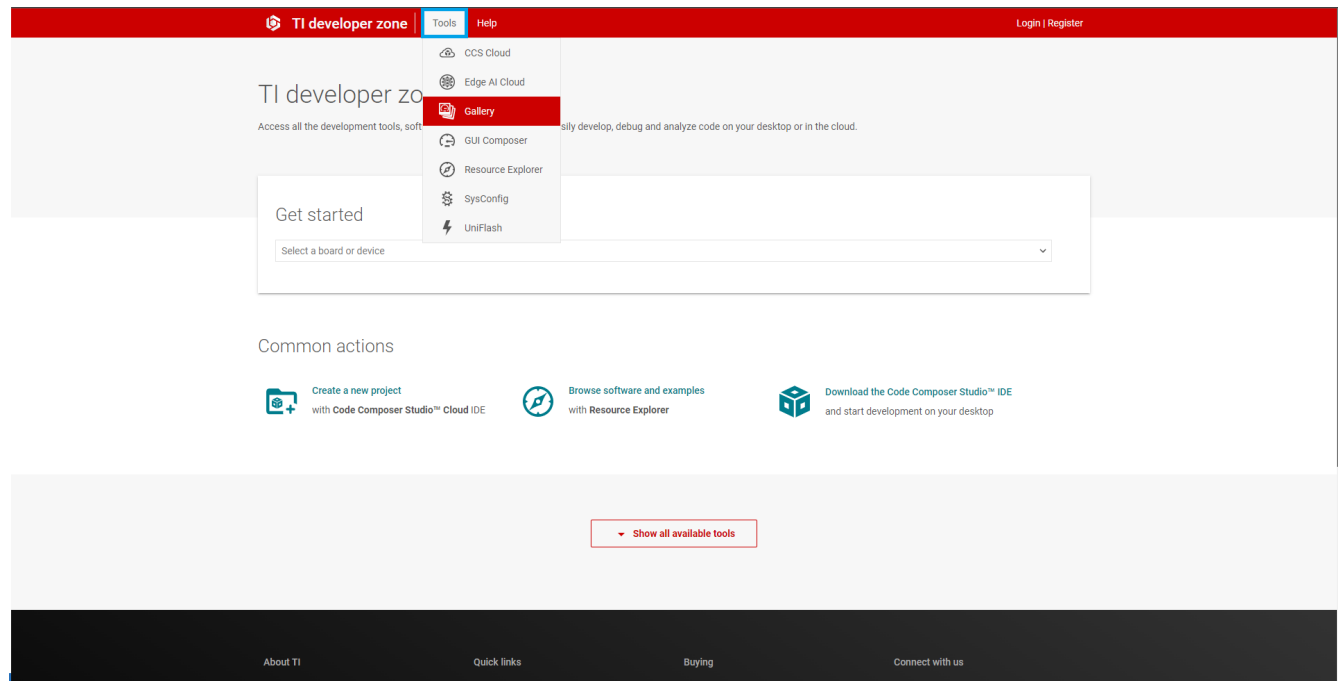 TI developer zone
Tools
Help
Login | Register
CCS Cloud
Edge AI Cloud
Gallery
GUI Composer
Resource Explorer
SysConfig
UniFlash
TI developer zo
Access all the development tools, soft
sily develop, debug and analyze code on your desktop or in the cloud.
Get started
Select a board or device
Common actions
Create a new project
with Code Composer Studio™ Cloud IDE
Browse software and examples
with Resource Explorer
Download the Code Composer Studio™ IDE
and start development on your desktop
Show all available tools
About TI
Quick links
Buying
Connect with us